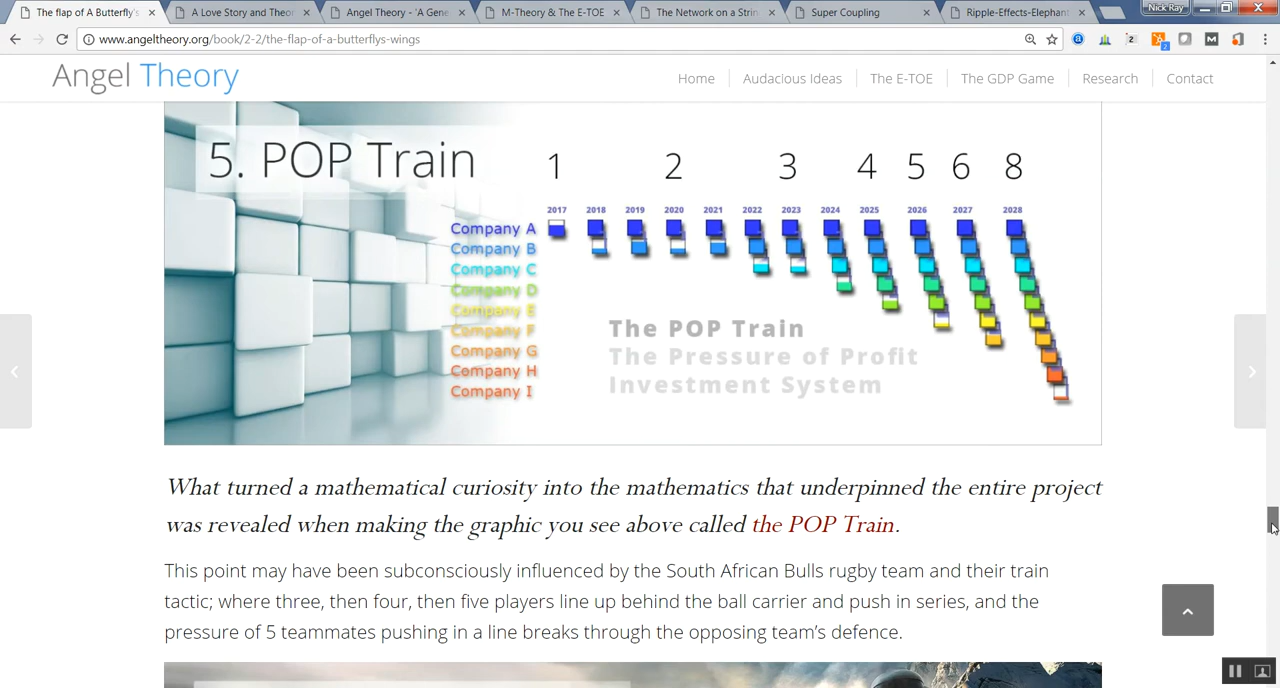 The flap of A Butterfly's
A Love Story and Theo
Angel Theory - 'A Gene
M-Theory & The E-TOE
The Network on a Strin
Super Coupling
Ripple-Effects-Elephan
Nick Ray
www.angeltheory.org/book/2-2/the-flap-of-a-butterflys-wings
Angel Theory
Home
Audacious Ideas
The E-TOE
The GDP Game
Research
Contact
5. POP Train
1 2 3 4 5 6 8
2017 2018 2019 2020 2021 2022 2023 2024 2025 2026 2027 2028
Company A
Company B
Company C
Company D
Company E
Company F
Company G
Company H
Company I
The POP Train
The Pressure of Profit
Investment System
What turned a mathematical curiosity into the mathematics that underpinned the entire project
was revealed when making the graphic you see above called the POP Train.
This point may have been subconsciously influenced by the South African Bulls rugby team and their train
tactic; where three, then four, then five players line up behind the ball carrier and push in series, and the
pressure of 5 teammates pushing in a line breaks through the opposing team's defence.